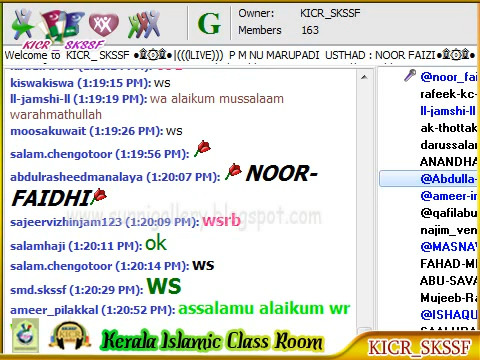 KICR_SKSSF
G
Owner: KICR_SKSSF
Members 163
Welcome to KICR_ SKSSF |(((LIVE))) P M NU MARUPADI USTHAD : NOOR FAIZI
kiswakiswa (1:19:15 PM): ws
ll-jamshi-ll (1:19:19 PM): wa alaikum mussalaam
warahmathullah
moosakuwait (1:19:26 PM): ws
salam.chengotoor (1:19:56 PM):
abdulrasheedmanalaya (1:20:07 PM): NOOR-
FAIDHI
www.sunnigallery.blogspot.com
sajeervizhinjam123 (1:20:09 PM): wsrb
salamhaji (1:20:11 PM): ok
salam.chengotoor (1:20:14 PM): ws
smd.skssf (1:20:29 PM): WS
ameer_pilakkal (1:20:52 PM): assalamu alaikum wr
@noor_fai
rafeek-kc-
ll-jamshi-ll
ak-thottak
darussalam
ANANDHA
@Abdulla-
@ameer-in
@qafilabu
najim_ven
@MASNAV
FAHAD-M
ABU-SAVA
Mujeeb-Ra
@ISHAQU
Kerala Islamic Class Room
KICR_SKSSF